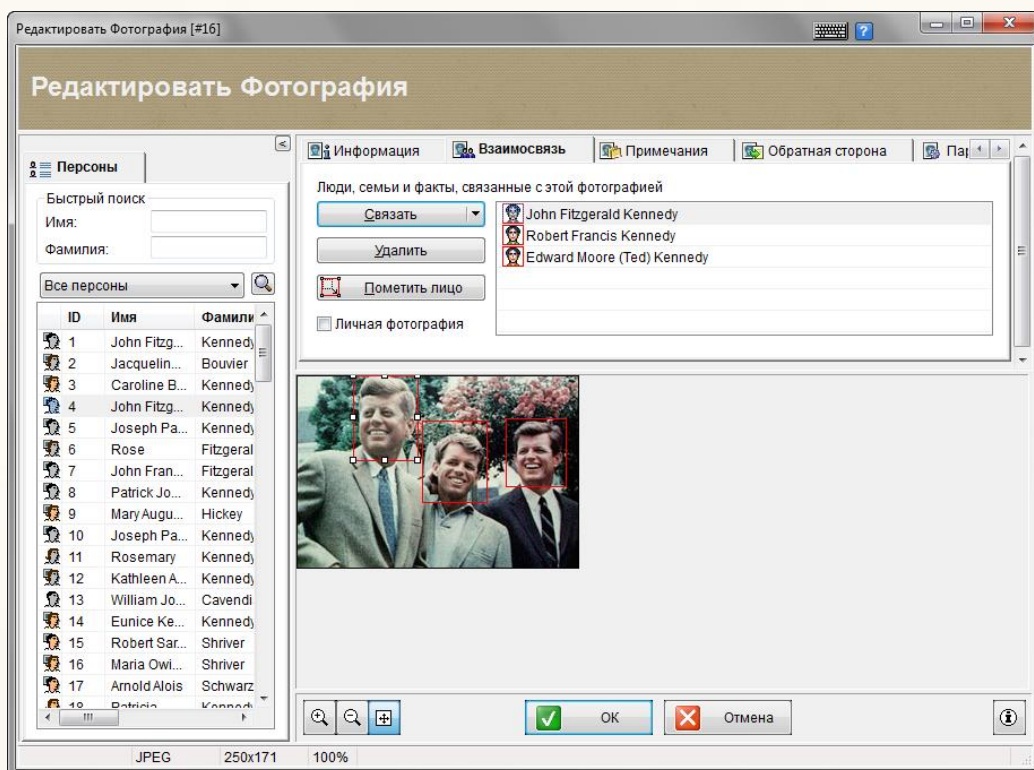 Редактировать Фотография [#16]
Редактировать Фотография
Персоны
Быстрый поиск
Имя:
Фамилия:
Все персоны
ID Имя Фамили
1 John Fitzg... Kennedy
2 Jacquelin... Bouvier
3 Caroline B... Kennedy
4 John Fitzg... Kennedy
5 Joseph Pa... Kennedy
6 Rose Fitzgeral
7 John Fran... Fitzgeral
8 Patrick Jo... Kennedy
9 Mary Augu... Hickey
10 Joseph Pa... Kennedy
11 Rosemary Kennedy
12 Kathleen A... Kennedy
13 William Jo... Cavendi
14 Eunice Ke... Kennedy
15 Robert Sar... Shriver
16 Maria Owi... Shriver
17 Arnold Alois Schwarz
18 Patricia Kennedy
Информация Взаимосвязь Примечания Обратная сторона Пар
Люди, семьи и факты, связанные с этой фотографией
Связать
Удалить
Пометить лицо
Личная фотография
John Fitzgerald Kennedy
Robert Francis Kennedy
Edward Moore (Ted) Kennedy
ОК Отмена
JPEG 250x171 100%